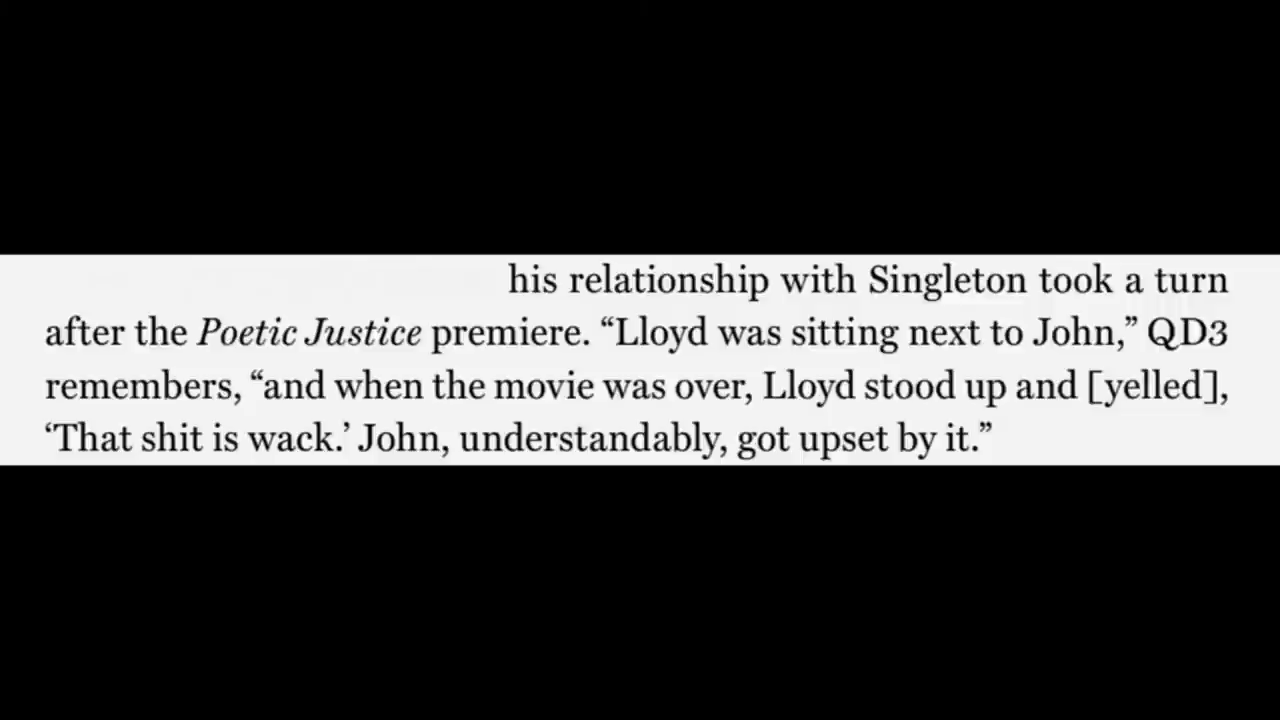 his relationship with Singleton took a turn
after the Poetic Justice premiere. “Lloyd was sitting next to John,” QD3
remembers, “and when the movie was over, Lloyd stood up and [yelled],
‘That shit is wack.’ John, understandably, got upset by it.”